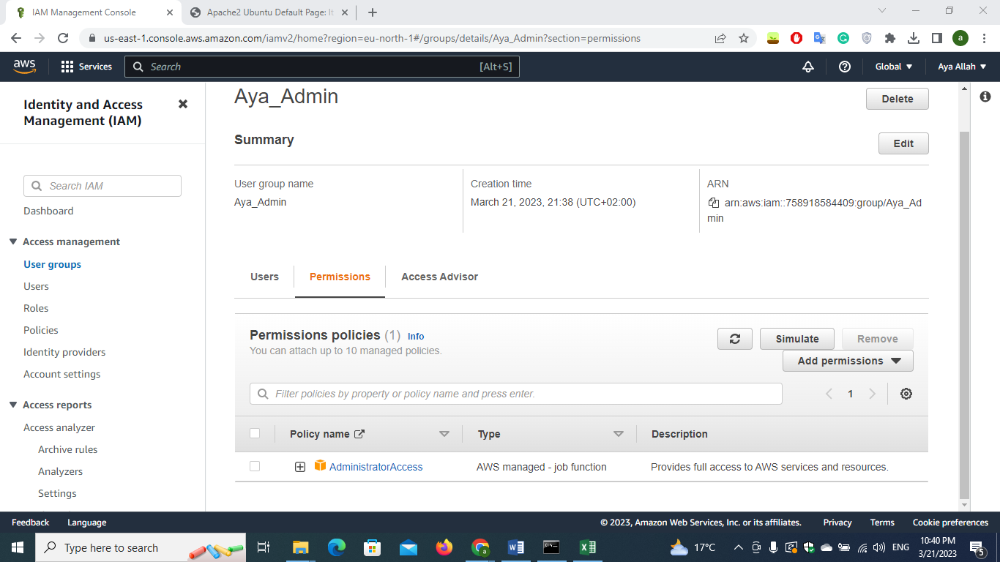 IAM Management Console
Apache2 Ubuntu Default Page: It
us-east-1.console.aws.amazon.com/iamv2/home?region=eu-north-1#/groups/details/Aya_Admin?section=permissions
a
aws
Services
Search
[Alt+S]
Global
Aya Allah
Identity and Access
Management (IAM)
Search IAM
Dashboard
Access management
User groups
Users
Roles
Policies
Identity providers
Account settings
Access reports
Access analyzer
Archive rules
Analyzers
Settings
Aya_Admin
Delete
Summary
Edit
User group name
Aya_Admin
Creation time
March 21, 2023, 21:38 (UTC+02:00)
ARN
arn:aws:iam::758918584409:group/Aya_Ad
min
Users
Permissions
Access Advisor
Permissions policies (1) Info
You can attach up to 10 managed policies.
Simulate
Remove
Add permissions
Filter policies by property or policy name and press enter.
1
Policy name
Type
Description
AdministratorAccess
AWS managed - job function
Provides full access to AWS services and resources.
Feedback
Language
© 2023, Amazon Web Services, Inc. or its affiliates.
Privacy
Terms
Cookie preferences
Type here to search
17°C
ENG
10:40 PM
3/21/2023
5